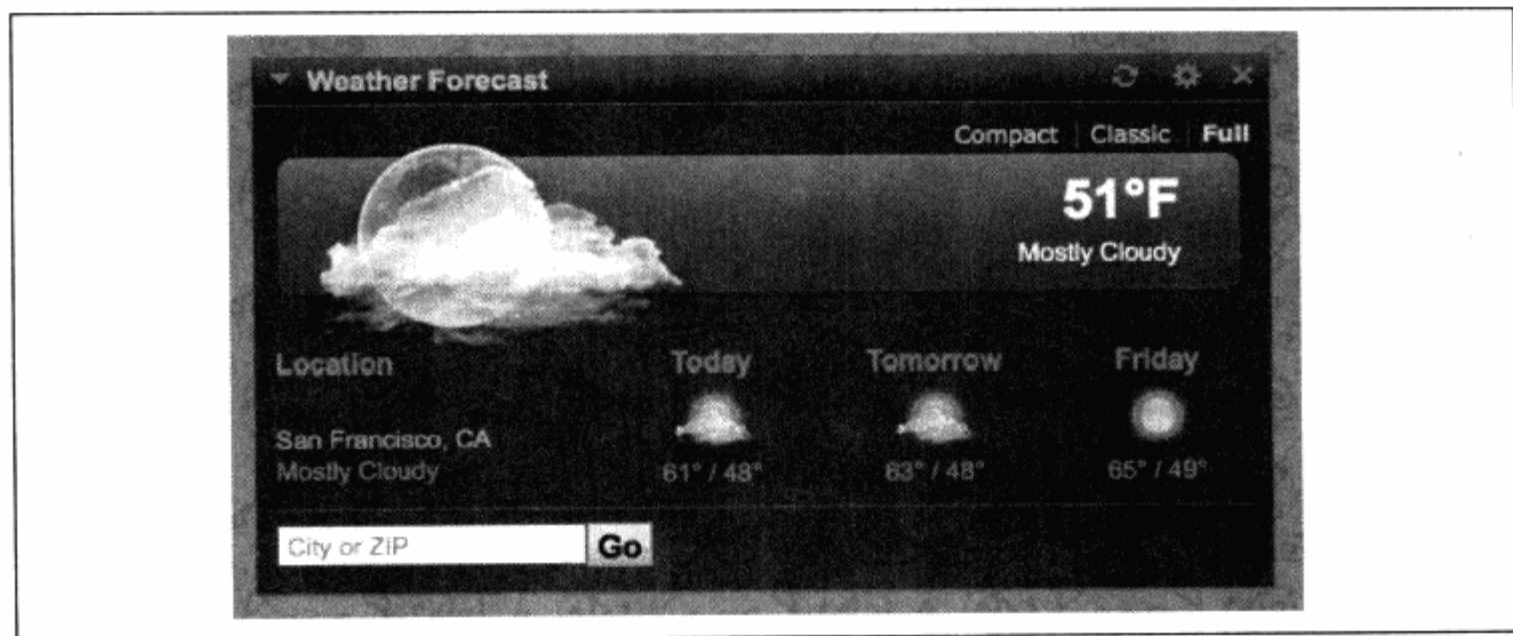 Weather Forecast
Compact | Classic | Full
51°F
Mostly Cloudy
Location Today Tomorrow Friday
San Francisco, CA
Mostly Cloudy 61° / 48° 63° / 48° 65° / 49°
City or ZIP Go